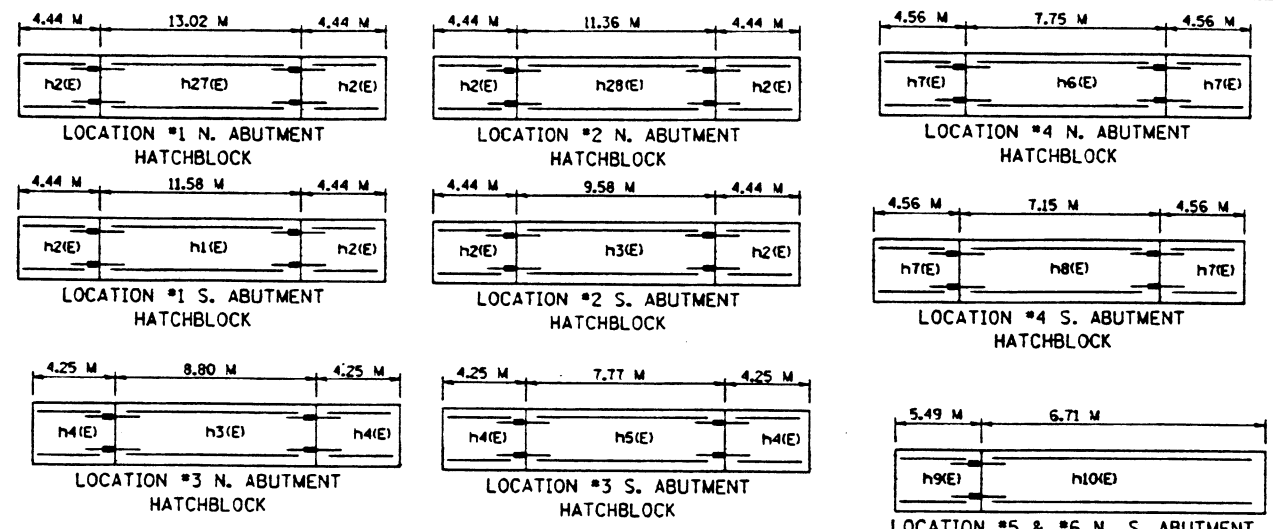 4.44 M 13.02 M 4.44 M
h2(E) h27(E) h2(E)
LOCATION #1 N. ABUTMENT
HATCHBLOCK
4.44 M 11.36 M 4.44 M
h2(E) h28(E) h2(E)
LOCATION #2 N. ABUTMENT
HATCHBLOCK
4.56 M 7.75 M 4.56 M
h7(E) h6(E) h7(E)
LOCATION #4 N. ABUTMENT
HATCHBLOCK
4.44 M 11.58 M 4.44 M
h2(E) h1(E) h2(E)
LOCATION #1 S. ABUTMENT
HATCHBLOCK
4.44 M 9.58 M 4.44 M
h2(E) h3(E) h2(E)
LOCATION #2 S. ABUTMENT
HATCHBLOCK
4.56 M 7.15 M 4.56 M
h7(E) h8(E) h7(E)
LOCATION #4 S. ABUTMENT
HATCHBLOCK
4.25 M 8.80 M 4.25 M
h4(E) h3(E) h4(E)
LOCATION #3 N. ABUTMENT
HATCHBLOCK
4.25 M 7.77 M 4.25 M
h4(E) h5(E) h4(E)
LOCATION #3 S. ABUTMENT
HATCHBLOCK
5.49 M 6.71 M
h9(E) h10(E)
LOCATION #5 & #6 N. S. ABUTMENT